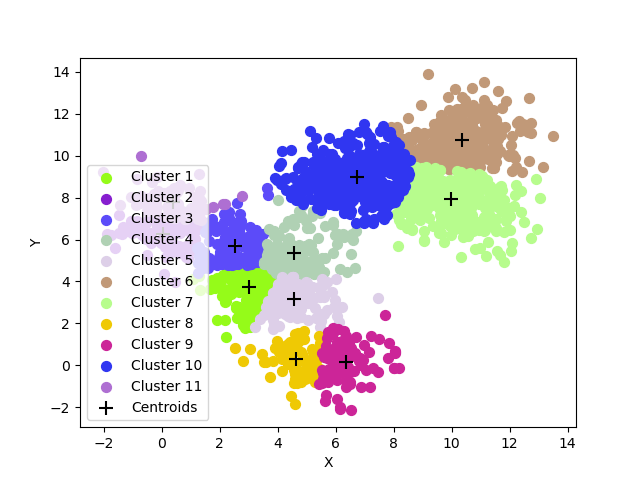 14
12
10
8
6
4
2
0
−2
Y
Cluster 1
Cluster 2
Cluster 3
Cluster 4
Cluster 5
Cluster 6
Cluster 7
Cluster 8
Cluster 9
Cluster 10
Cluster 11
Centroids
−2 0 2 4 6 8 10 12 14
X